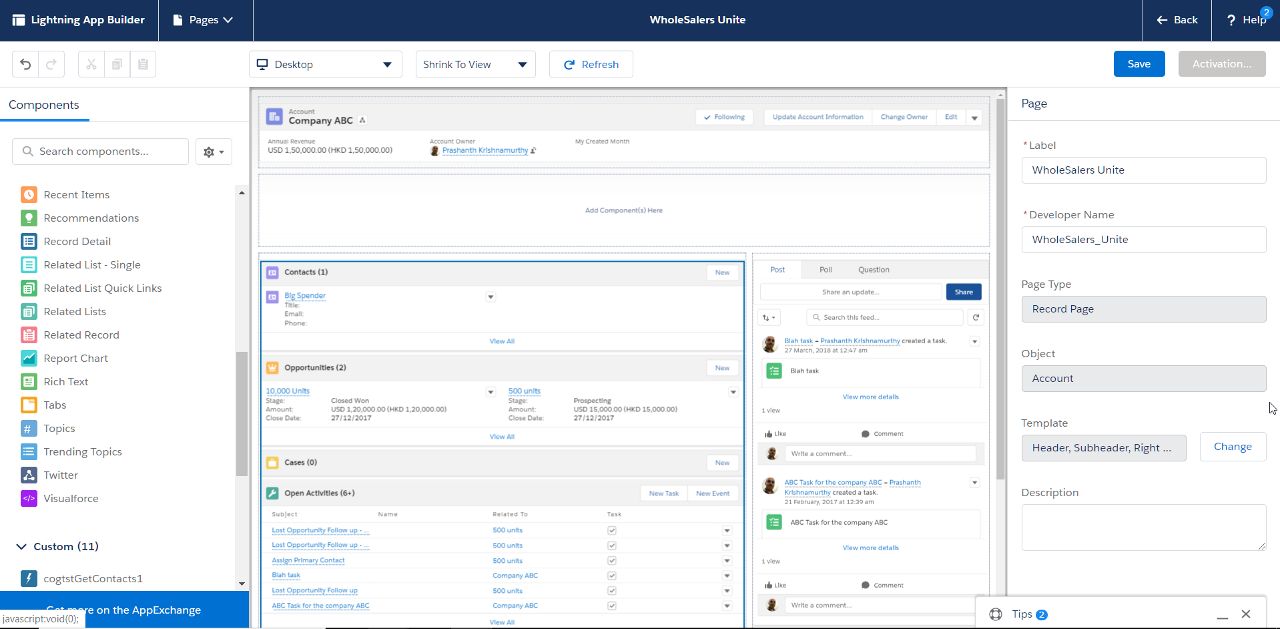 Lightning App Builder
Pages
WholeSalers Unite
Back
? Help
2
Desktop
Shrink To View
Refresh
Save
Activation...
Components
Search components...
Recent Items
Recommendations
Record Detail
Related List - Single
Related List Quick Links
Related Lists
Related Record
Report Chart
Rich Text
Tabs
# Topics
Trending Topics
Twitter
</> Visualforce
Custom (11)
cogtstGetContacts1
Get more on the AppExchange
javascript:void(0);
Account
Company ABC
Following
Update Account Information
Change Owner
Edit
Annual Revenue
USD 1,50,000.00 (HKD 1,50,000.00)
Account Owner
Prashanth Krishnamurthy
My Created Month
Add Component(s) Here
Contacts (1)
New
Big Spender
Title:
Email:
Phone:
View All
Opportunities (2)
New
10,000 Units
Stage: Closed Won
Amount: USD 1,20,000.00 (HKD 1,20,000.00)
Close Date: 27/12/2017
500 units
Stage: Prospecting
Amount: USD 15,000.00 (HKD 15,000.00)
Close Date: 27/12/2017
View All
Cases (0)
New
Open Activities (6+)
New Task
New Event
Subject Name Related To Task
Lost Opportunity Follow up - ... 500 units
Lost Opportunity Follow up - ... 500 units
Assign Primary Contact 500 units
Blah task Company ABC
Lost Opportunity Follow up 500 units
ABC Task for the company ABC Company ABC
View All
Post
Poll
Question
Share an update...
Share
Search this feed...
Blah task – Prashanth Krishnamurthy created a task.
27 March, 2018 at 12:47 am
Blah task
View more details
1 view
Like
Comment
Write a comment...
ABC Task for the company ABC – Prashanth
Krishnamurthy created a task.
21 February, 2017 at 12:39 am
ABC Task for the company ABC
View more details
1 view
Like
Comment
Write a comment...
Page
* Label
WholeSalers Unite
* Developer Name
WholeSalers_Unite
Page Type
Record Page
Object
Account
Template
Header, Subheader, Right ...
Change
Description
Tips 2